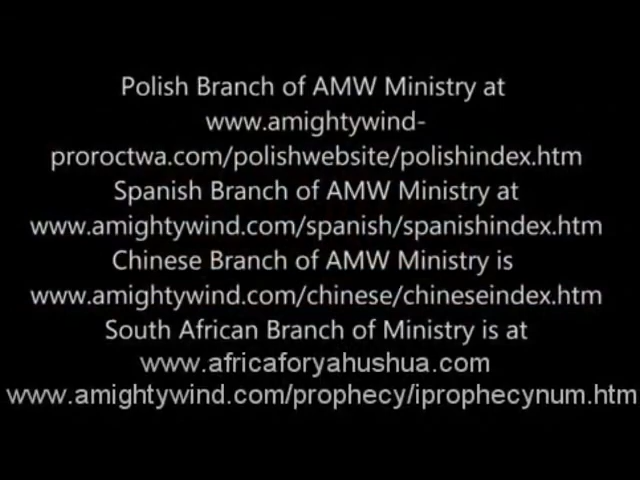 Polish Branch of AMW Ministry at
www.amightywind-
proroctwa.com/polishwebsite/polishindex.htm
Spanish Branch of AMW Ministry at
www.amightywind.com/spanish/spanishindex.htm
Chinese Branch of AMW Ministry is
www.amightywind.com/chinese/chineseindex.htm
South African Branch of Ministry is at
www.africaforyahushua.com
www.amightywind.com/prophecy/iprophecynum.htm